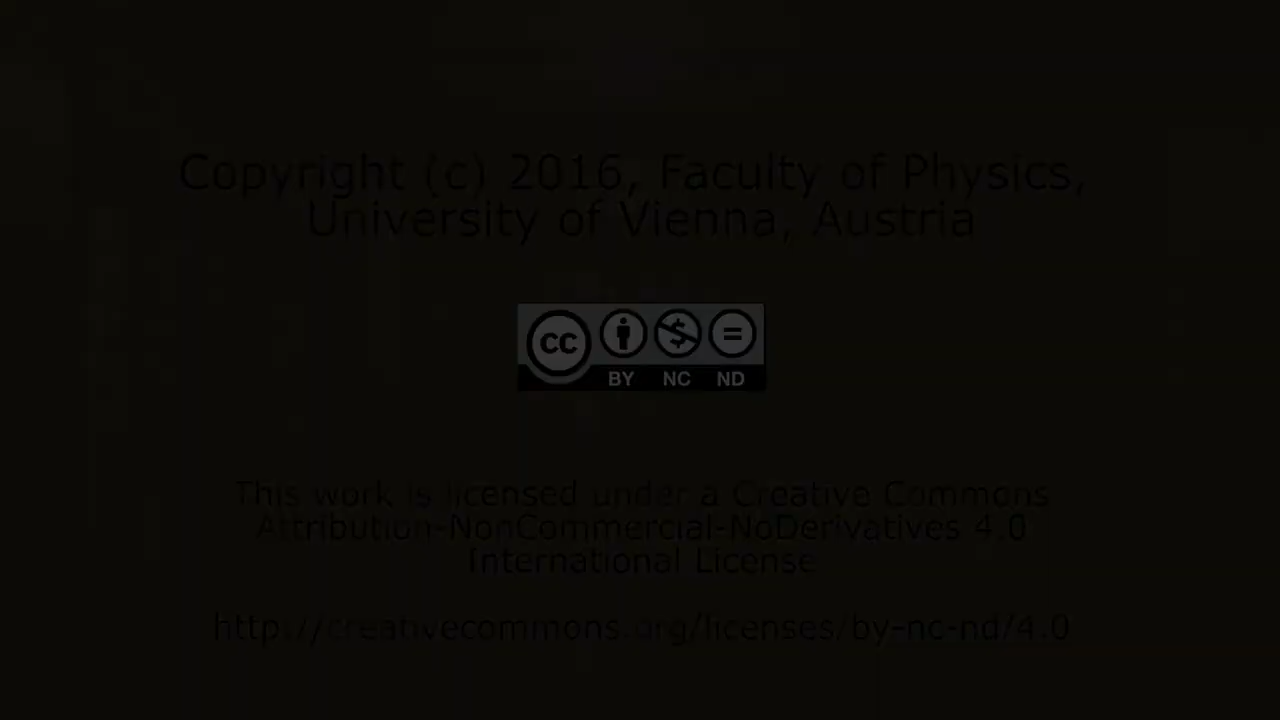 Copyright (c) 2016, Faculty of Physics,
University of Vienna, Austria
CC
BY NC ND
This work is licensed under a Creative Commons
Attribution-NonCommercial-NoDerivatives 4.0
International License
http://creativecommons.org/licenses/by-nc-nd/4.0